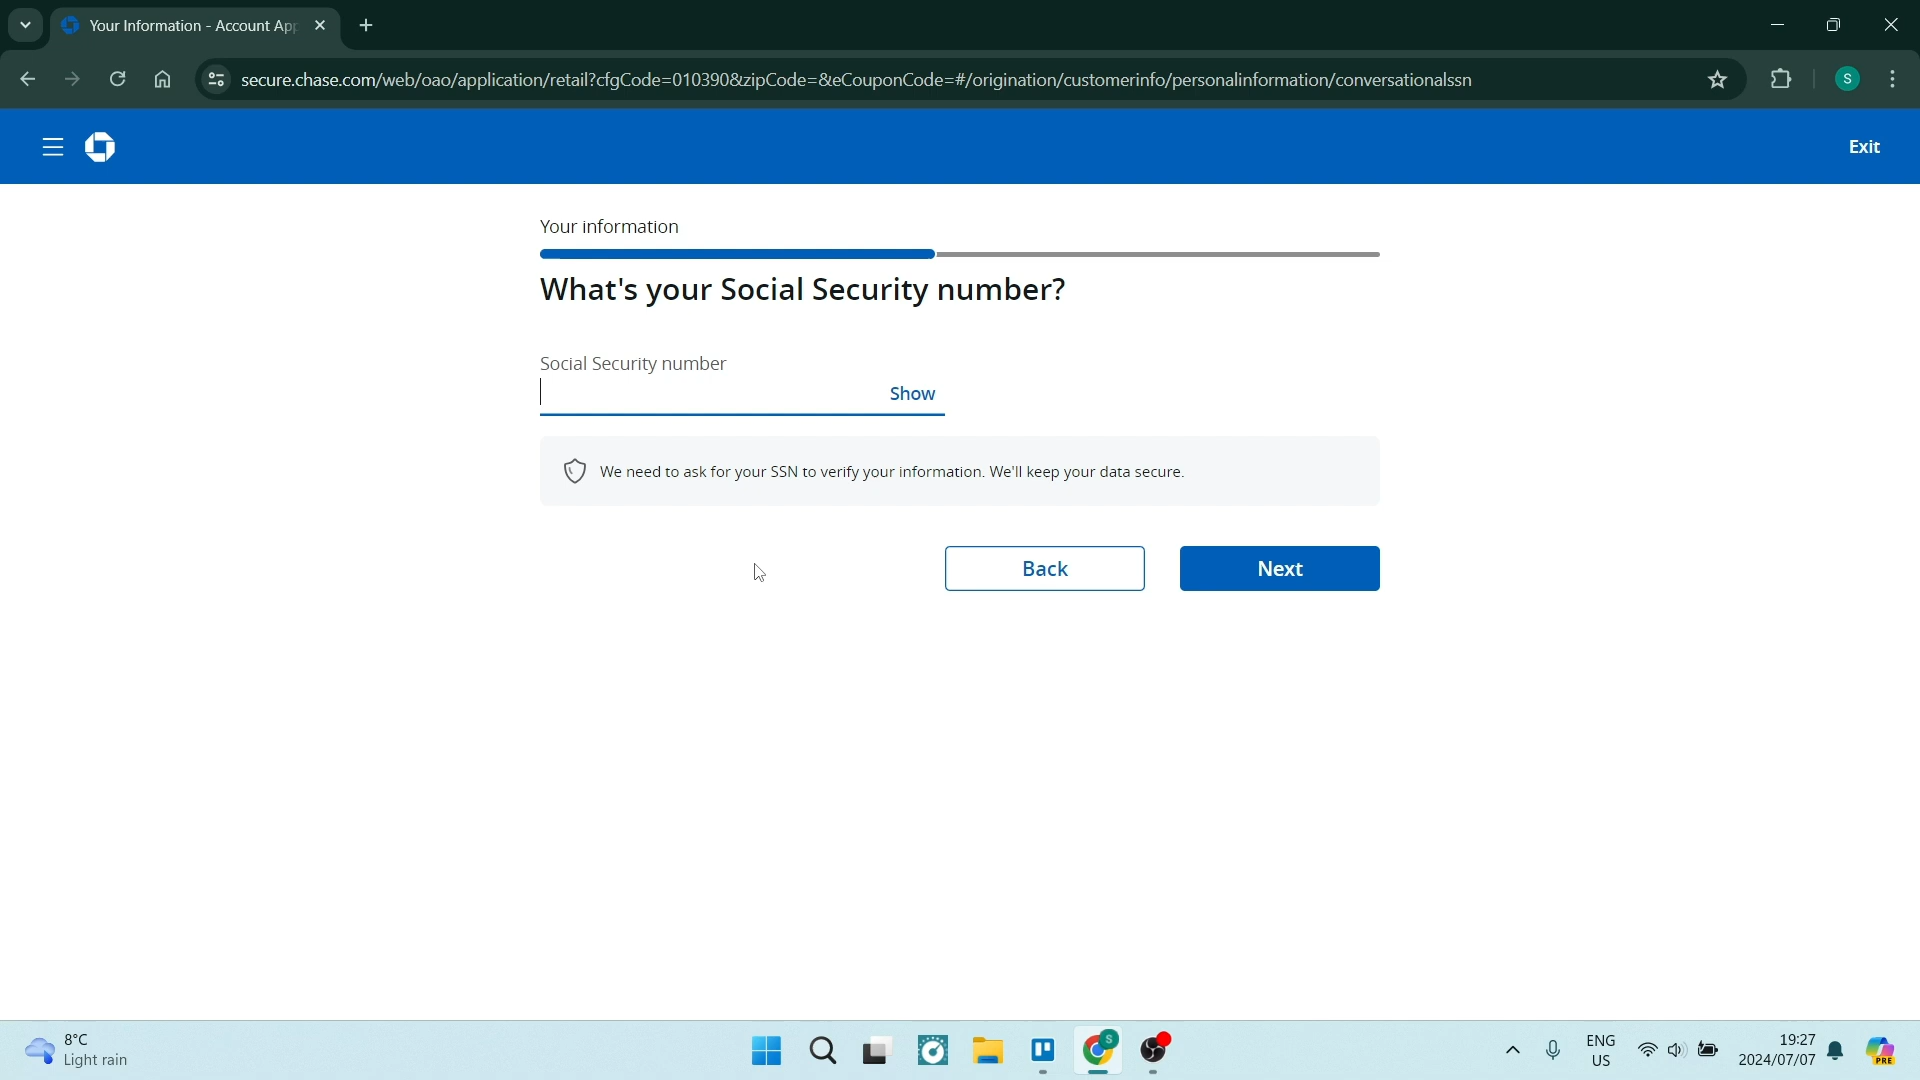 Your Information - Account App
secure.chase.com/web/oao/application/retail?cfgCode=010390&zipCode=&eCouponCode=#/origination/customerinfo/personalinformation/conversationalssn
S
Exit
Your information
What's your Social Security number?
Social Security number
Show
We need to ask for your SSN to verify your information. We'll keep your data secure.
Back
Next
8°C
Light rain
S
ENG
US
19:27
2024/07/07
PRE